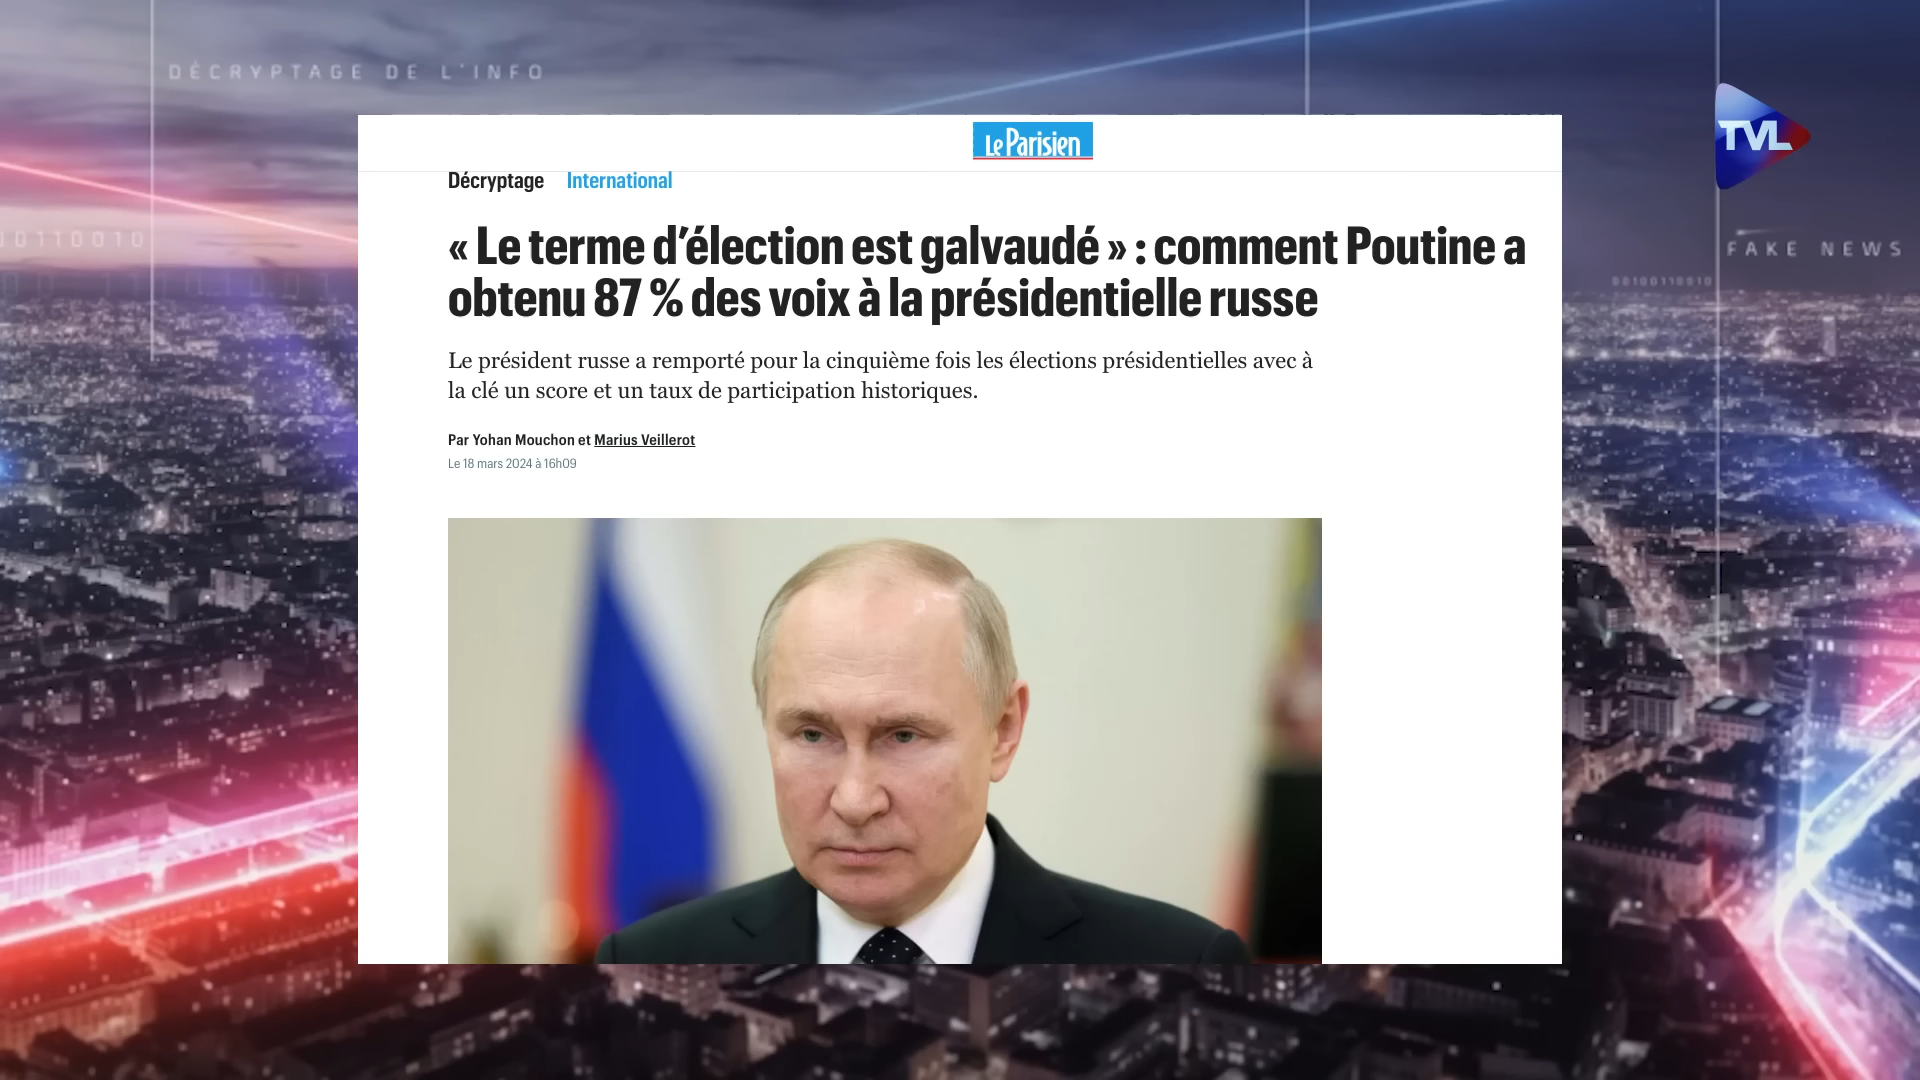 DÉCRYPTAGE DE L'INFO
TVL
FAKE NEWS
00110010
00100110010
Le Parisien
Décryptage International
« Le terme d’élection est galvaudé » : comment Poutine a
obtenu 87 % des voix à la présidentielle russe
Le président russe a remporté pour la cinquième fois les élections présidentielles avec à
la clé un score et un taux de participation historiques.
Par Yohan Mouchon et Marius Veillerot
Le 18 mars 2024 à 16h09